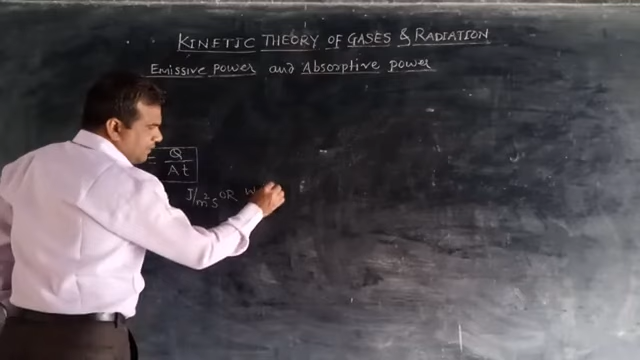 KINETIC THEORY OF GASES & RADIATION
Emissive power and Absorptive power
= Q/At
J/m²s OR W